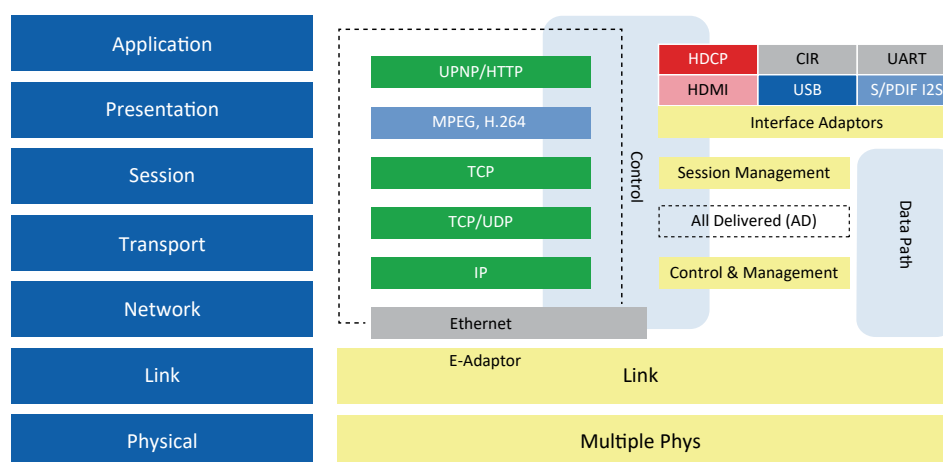 Application
Presentation
Session
Transport
Network
Link
Physical
UPNP/HTTP
MPEG, H.264
TCP
TCP/UDP
IP
Ethernet
E-Adaptor
Control
HDCP
CIR
UART
HDMI
USB
S/PDIF I2S
Interface Adaptors
Session Management
All Delivered (AD)
Control & Management
Data Path
Link
Multiple Phys